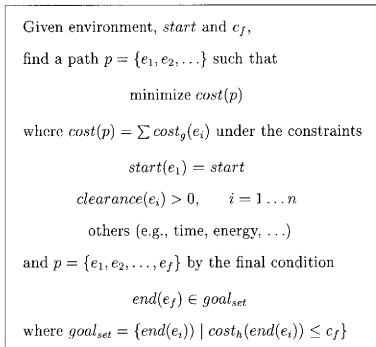 Given environment, start and c_f,
find a path p = {e_1, e_2, ...} such that
minimize cost(p)
where cost(p) = ∑ cost_g(e_i) under the constraints
start(e_1) = start
clearance(e_i) > 0, i = 1 ... n
others (e.g., time, energy, ...)
and p = {e_1, e_2, ..., e_f} by the final condition
end(e_f) ∈ goal_set
where goal_set = {end(e_i)) | cost_h(end(e_i)) ≤ c_f}